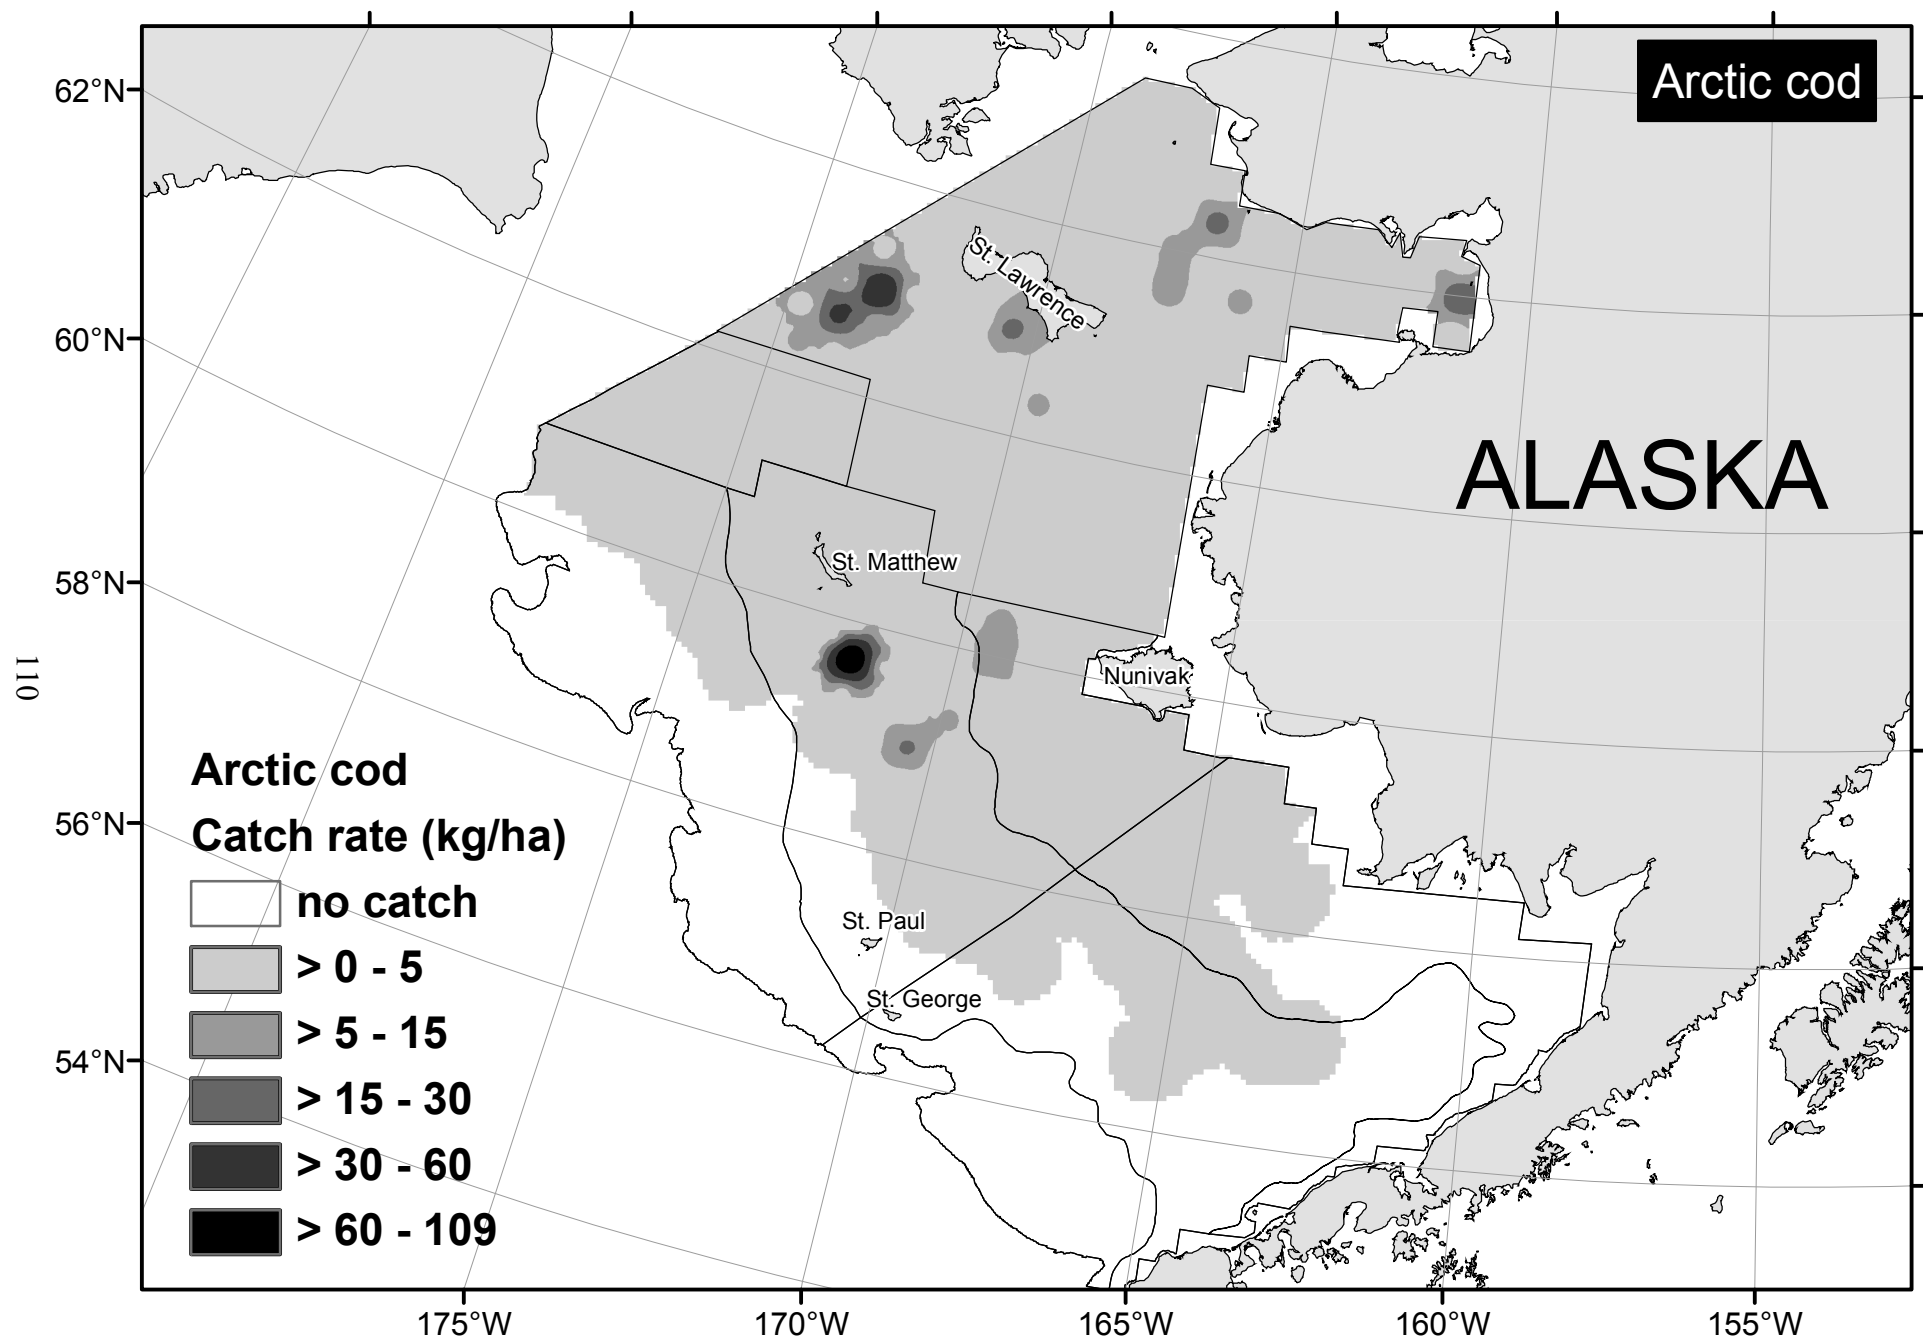 Arctic cod
62°N
60°N
58°N
56°N
54°N
St. Lawrence
ALASKA
St. Matthew
Nunivak
St. Paul
St. George
110
Arctic cod
Catch rate (kg/ha)
no catch
> 0 - 5
> 5 - 15
> 15 - 30
> 30 - 60
> 60 - 109
175°W
170°W
165°W
160°W
155°W